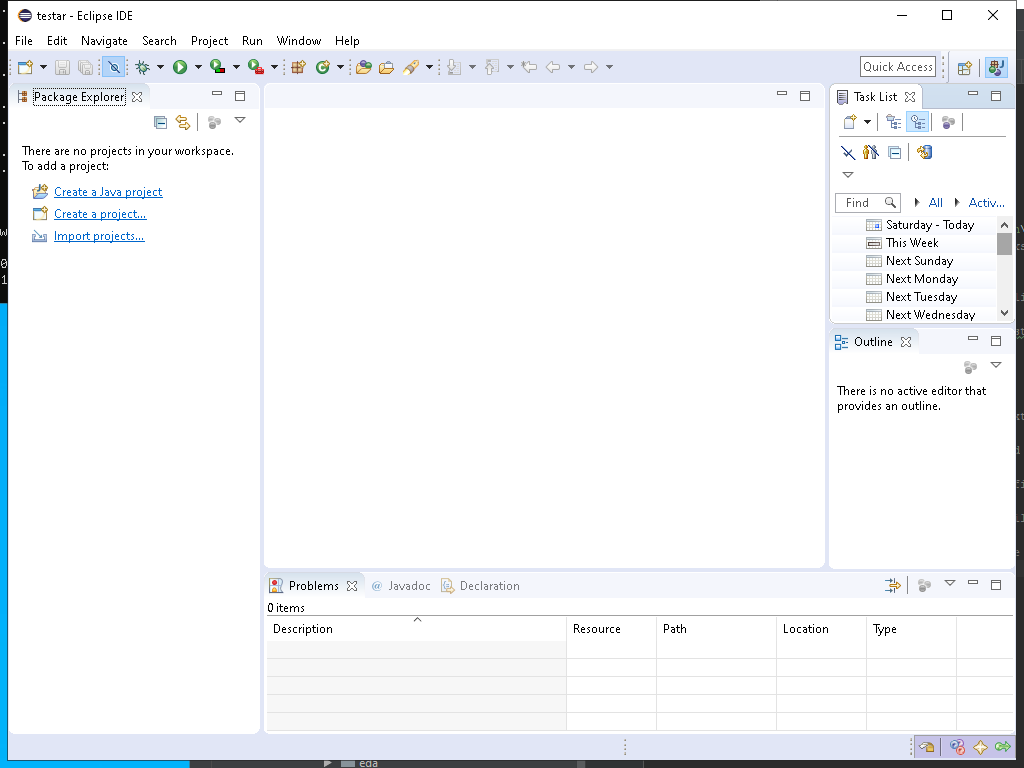 testar - Eclipse IDE
File Edit Navigate Search Project Run Window Help
Quick Access
Package Explorer
There are no projects in your workspace.
To add a project:
Create a Java project
Create a project...
Import projects...
Task List
Find All Activ...
Saturday - Today
This Week
Next Sunday
Next Monday
Next Tuesday
Next Wednesday
Outline
There is no active editor that
provides an outline.
Problems @ Javadoc Declaration
0 items
Description Resource Path Location Type
eda